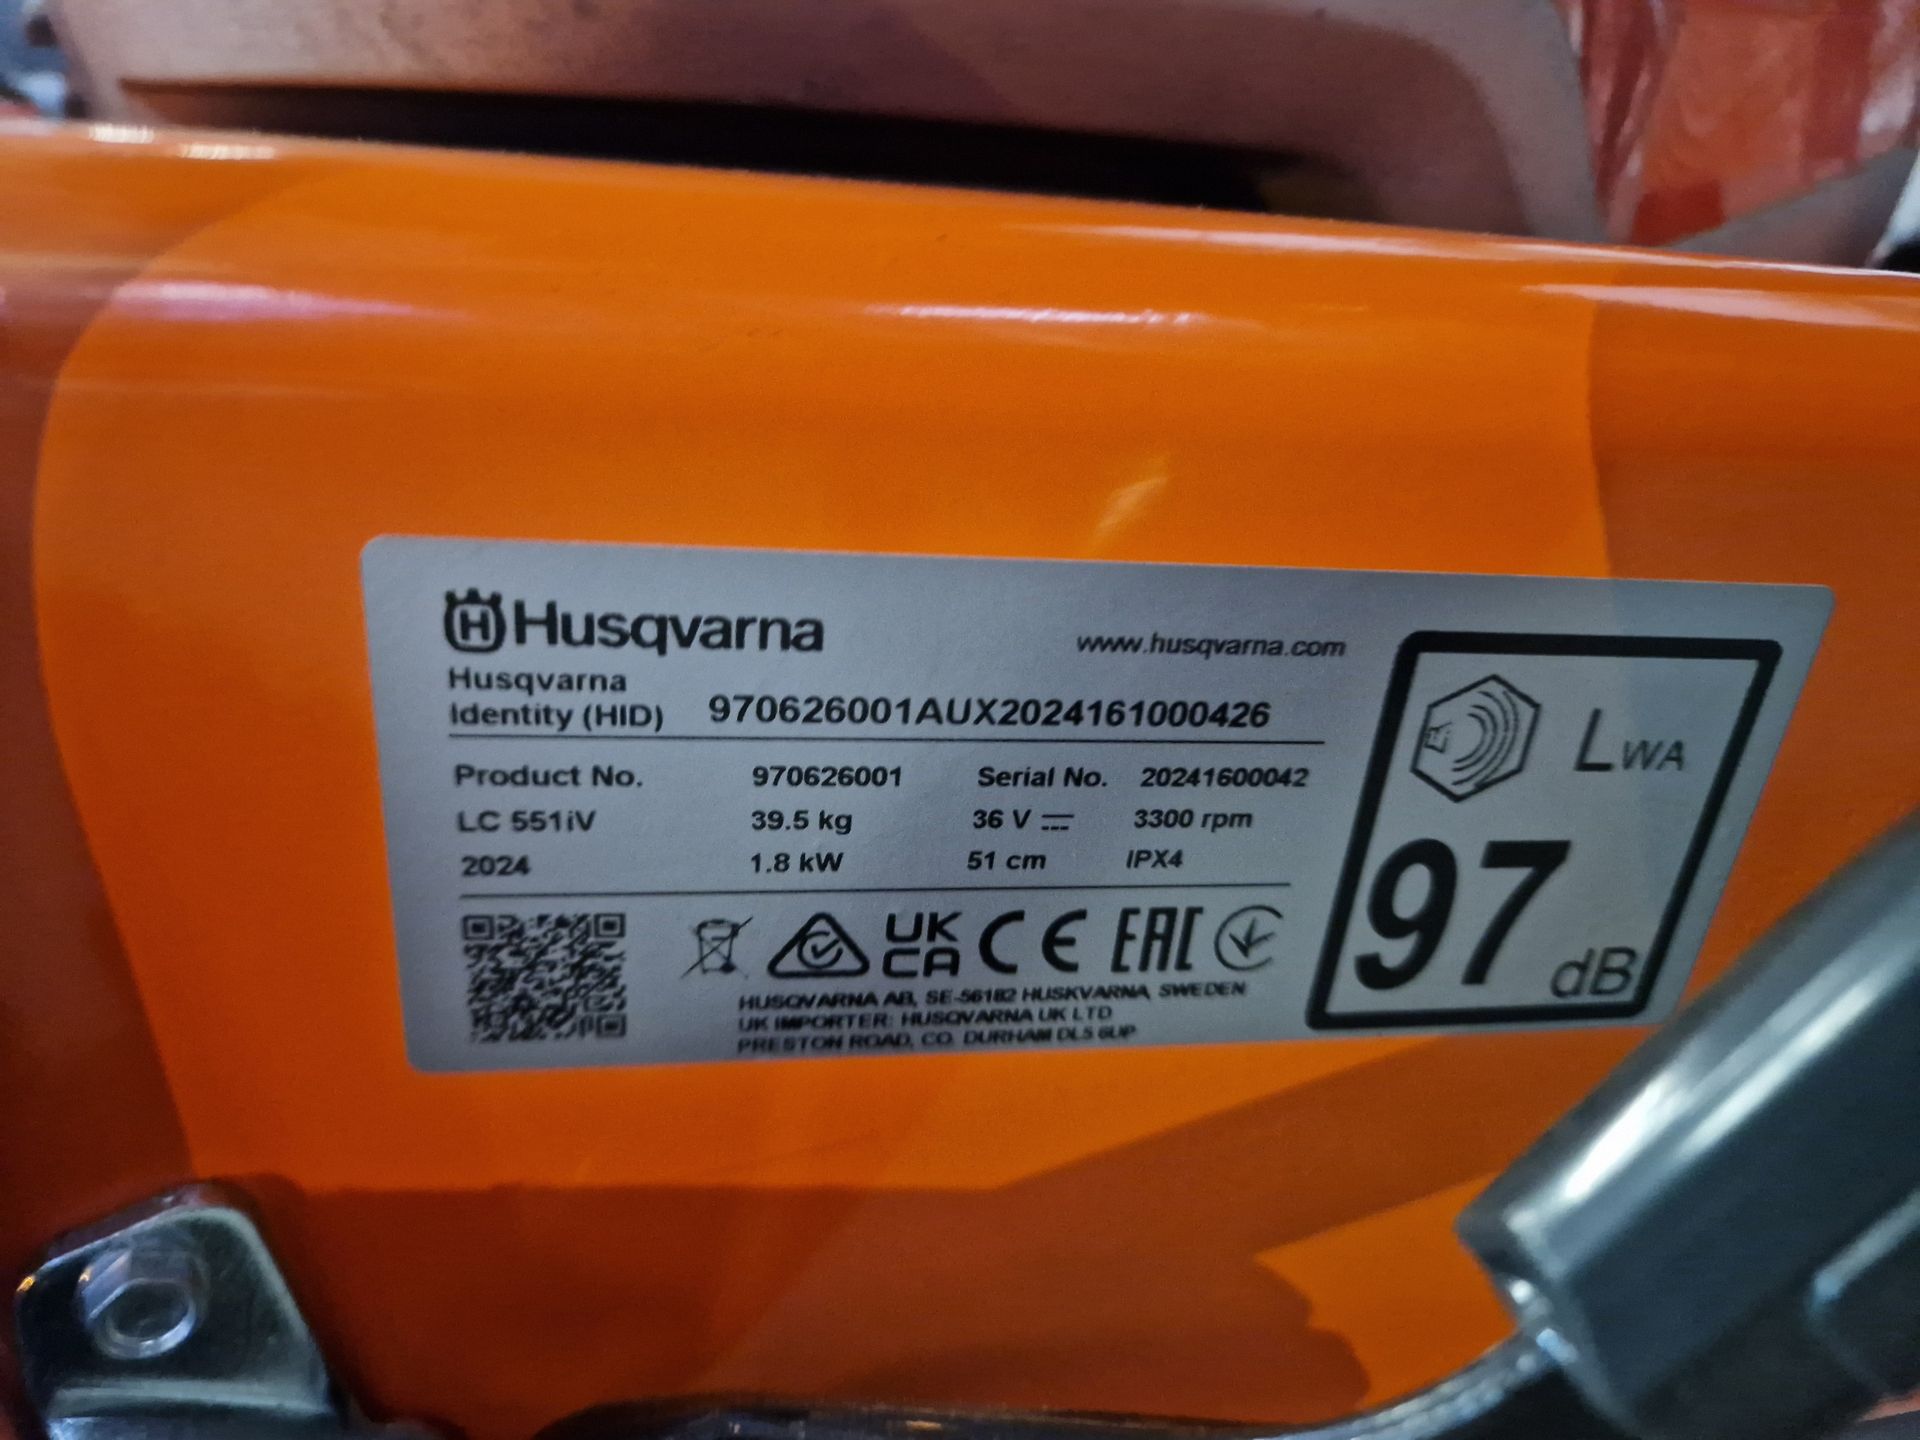 Husqvarna
www.husqvarna.com
Husqvarna
Identity (HID) 970626001AUX2024161000426
Product No. 970626001 Serial No. 20241600042
LC 551iV 39.5 kg 36 V 3300 rpm
2024 1.8 kW 51 cm IPX4
UK
CA CE EAC
HUSQVARNA AB, SE-56182 HUSKVARNA, SWEDEN
UK IMPORTER: HUSQVARNA UK LTD
PRESTON ROAD, CO. DURHAM DL5 6UP
LWA
97
dB